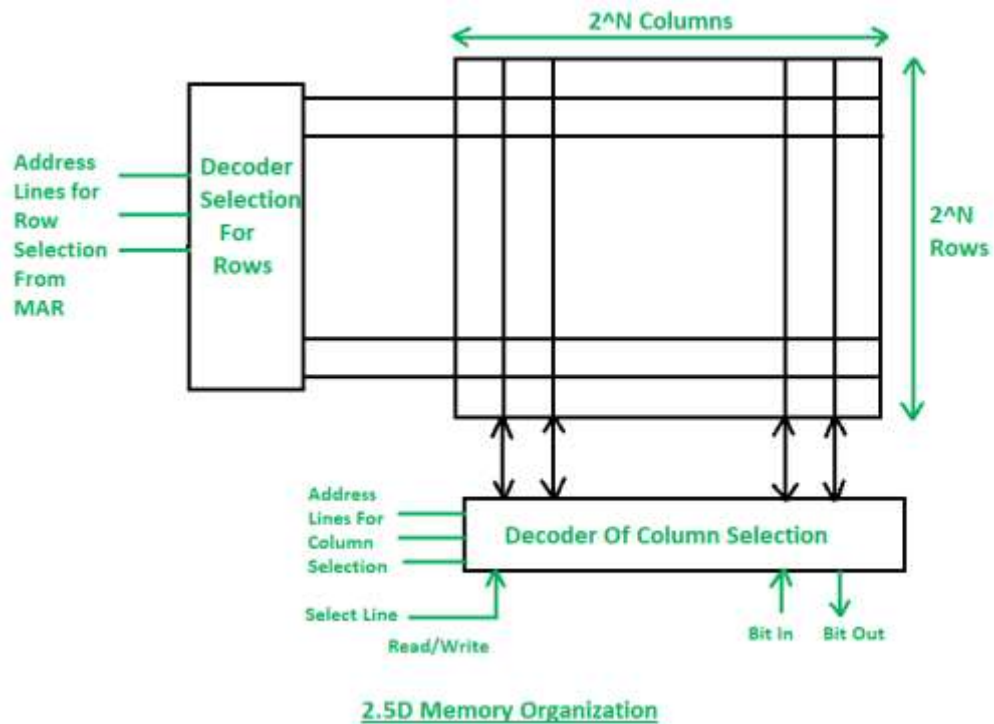 2^N Columns
Address
Lines for
Row
Selection
From
MAR
Decoder
Selection
For
Rows
2^N
Rows
Address
Lines For
Column
Selection
Decoder Of Column Selection
Select Line
Read/Write
Bit In
Bit Out
2.5D Memory Organization